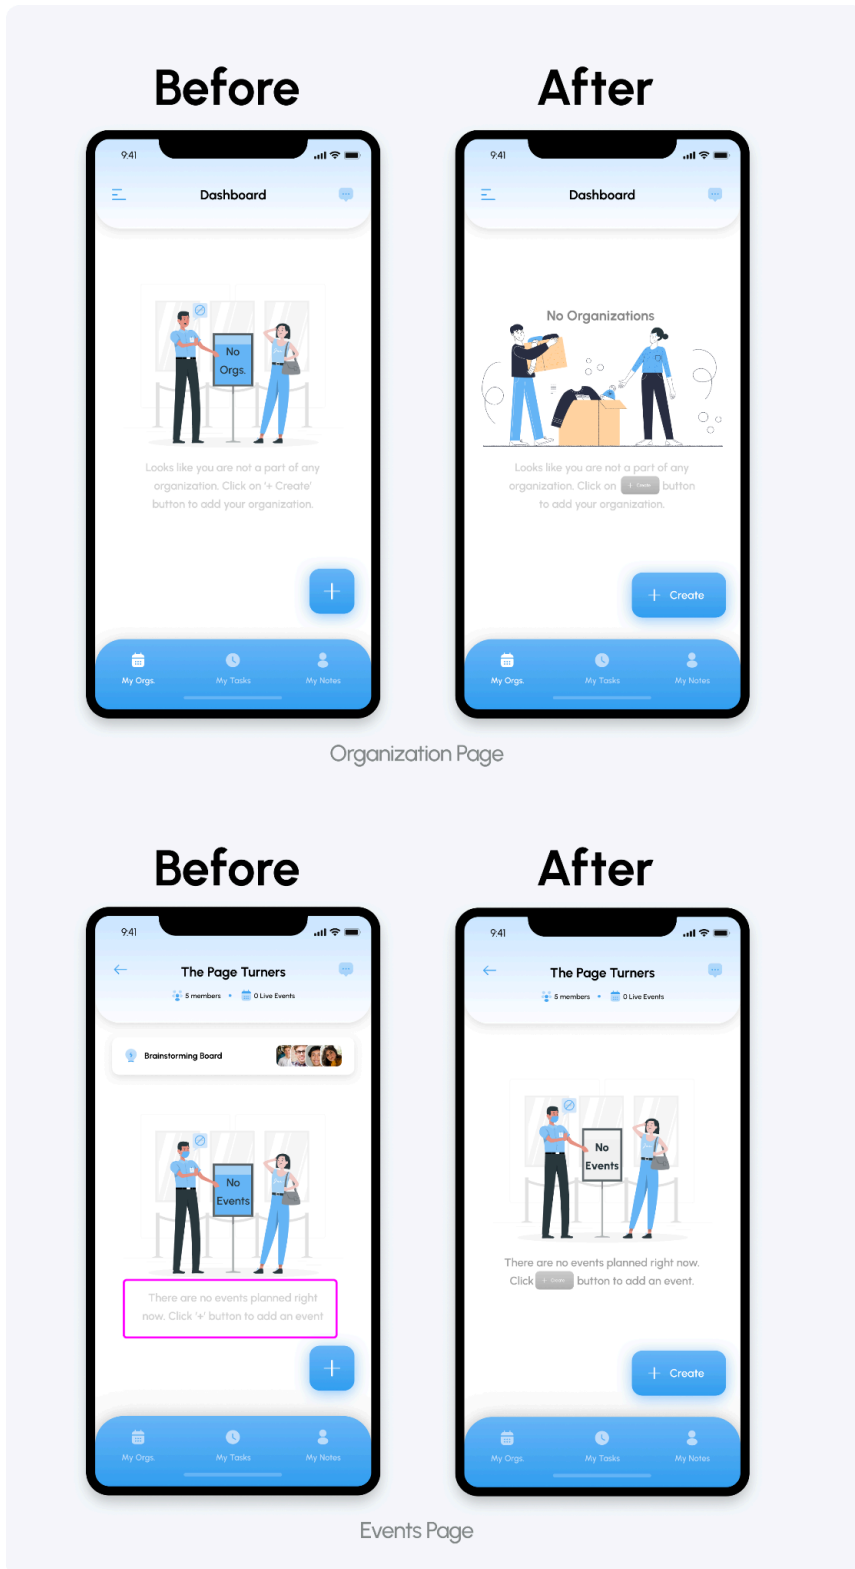 Before
After
9:41
Dashboard
No
Orgs.
Looks like you are not a part of any
organization. Click on '+ Create'
button to add your organization.
+
My Orgs.
My Tasks
My Notes
9:41
Dashboard
No Organizations
Looks like you are not a part of any
organization. Click on + Create button
to add your organization.
+ Create
My Orgs.
My Tasks
My Notes
Organization Page
Before
After
9:41
The Page Turners
5 members • 0 Live Events
Brainstorming Board
No
Events
There are no events planned right
now. Click '+' button to add an event
+
My Orgs.
My Tasks
My Notes
9:41
The Page Turners
5 members • 0 Live Events
No
Events
There are no events planned right now.
Click + Create button to add an event.
+ Create
My Orgs.
My Tasks
My Notes
Events Page